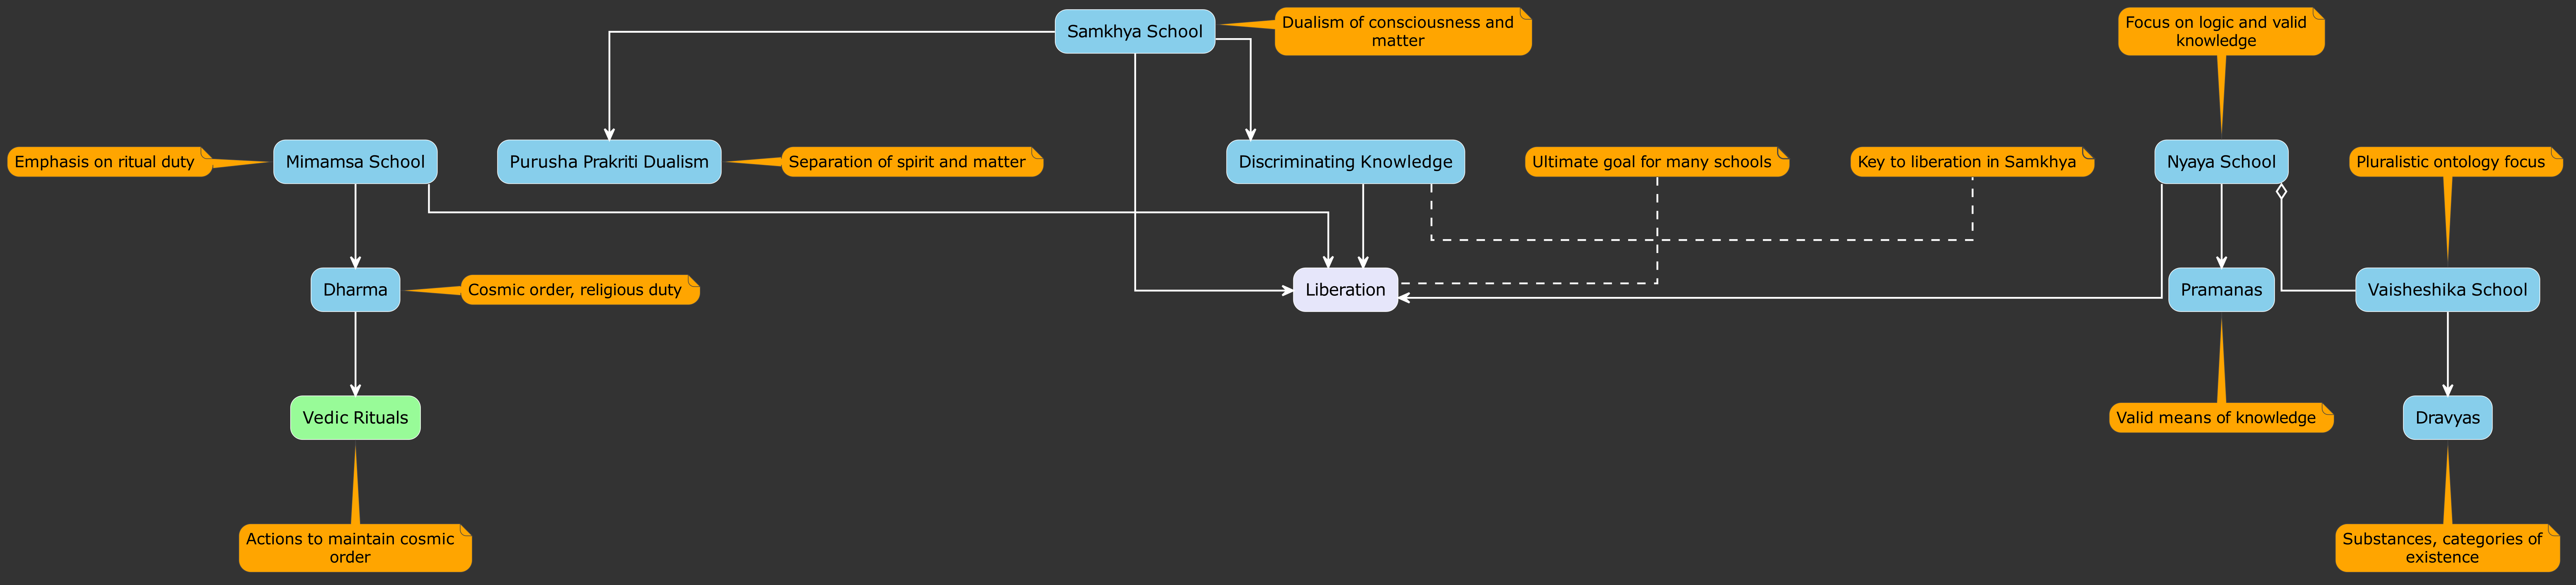 Samkhya School
Dualism of consciousness and
matter
Focus on logic and valid
knowledge
Emphasis on ritual duty
Mimamsa School
Purusha Prakriti Dualism
Separation of spirit and matter
Discriminating Knowledge
Ultimate goal for many schools
Key to liberation in Samkhya
Nyaya School
Pluralistic ontology focus
Dharma
Cosmic order, religious duty
Liberation
Pramanas
Vaisheshika School
Vedic Rituals
Valid means of knowledge
Dravyas
Actions to maintain cosmic
order
Substances, categories of
existence